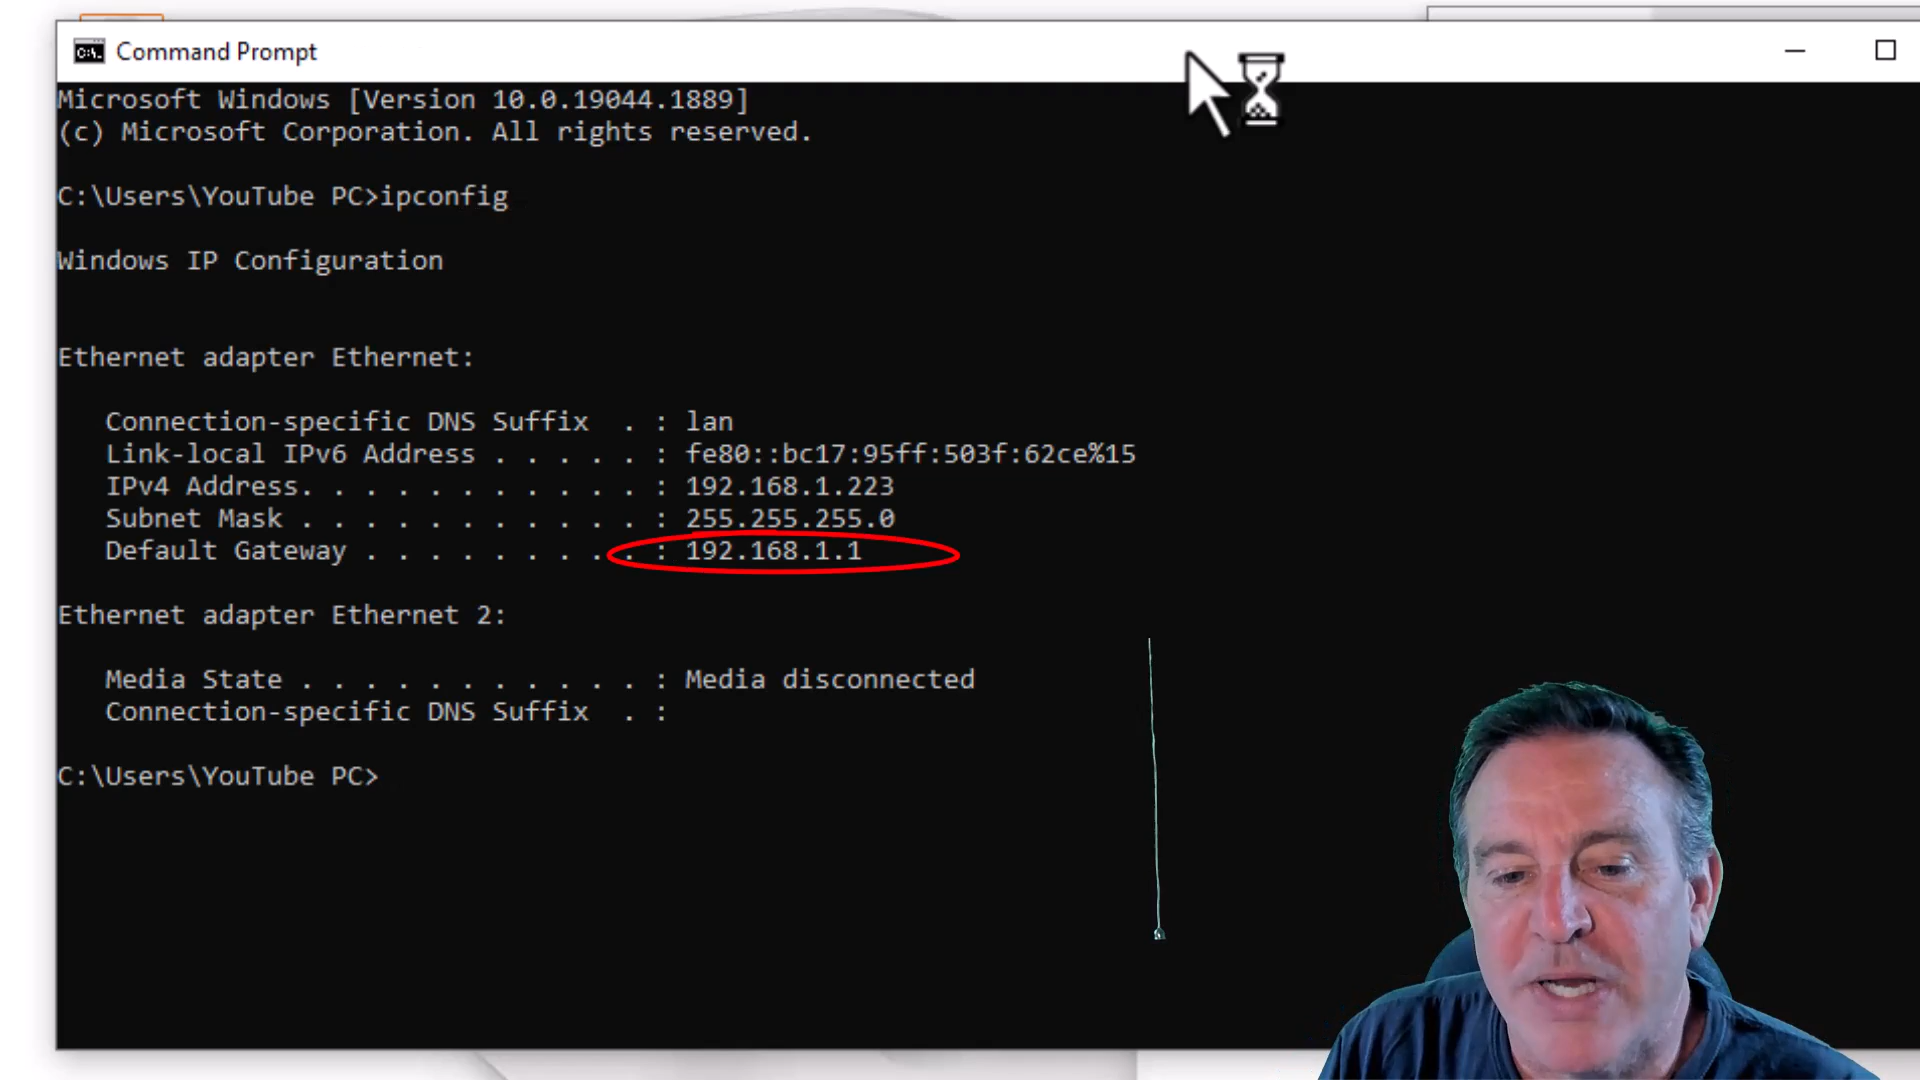 Command Prompt
Microsoft Windows [Version 10.0.19044.1889]
(c) Microsoft Corporation. All rights reserved.
C:\Users\YouTube PC>ipconfig
Windows IP Configuration
Ethernet adapter Ethernet:
Connection-specific DNS Suffix  . : lan
Link-local IPv6 Address . . . . . : fe80::bc17:95ff:503f:62ce%15
IPv4 Address. . . . . . . . . . . : 192.168.1.223
Subnet Mask . . . . . . . . . . . : 255.255.255.0
Default Gateway . . . . . . . . . : 192.168.1.1
Ethernet adapter Ethernet 2:
Media State . . . . . . . . . . . : Media disconnected
Connection-specific DNS Suffix  . :
C:\Users\YouTube PC>